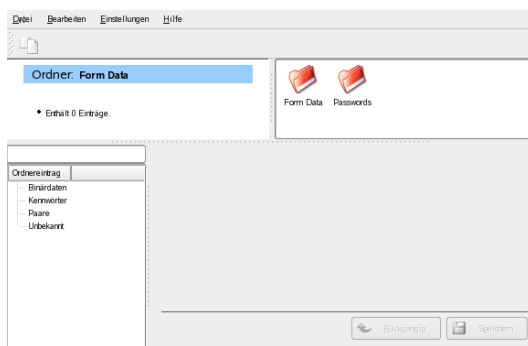 Datei Bearbeiten Einstellungen Hilfe
Ordner: Form Data
Enthält 0 Einträge.
Form Data Passwords
Ordnereintrag
Binärdaten
Kennwörter
Paare
Unbekannt
Rückgängig Speichern